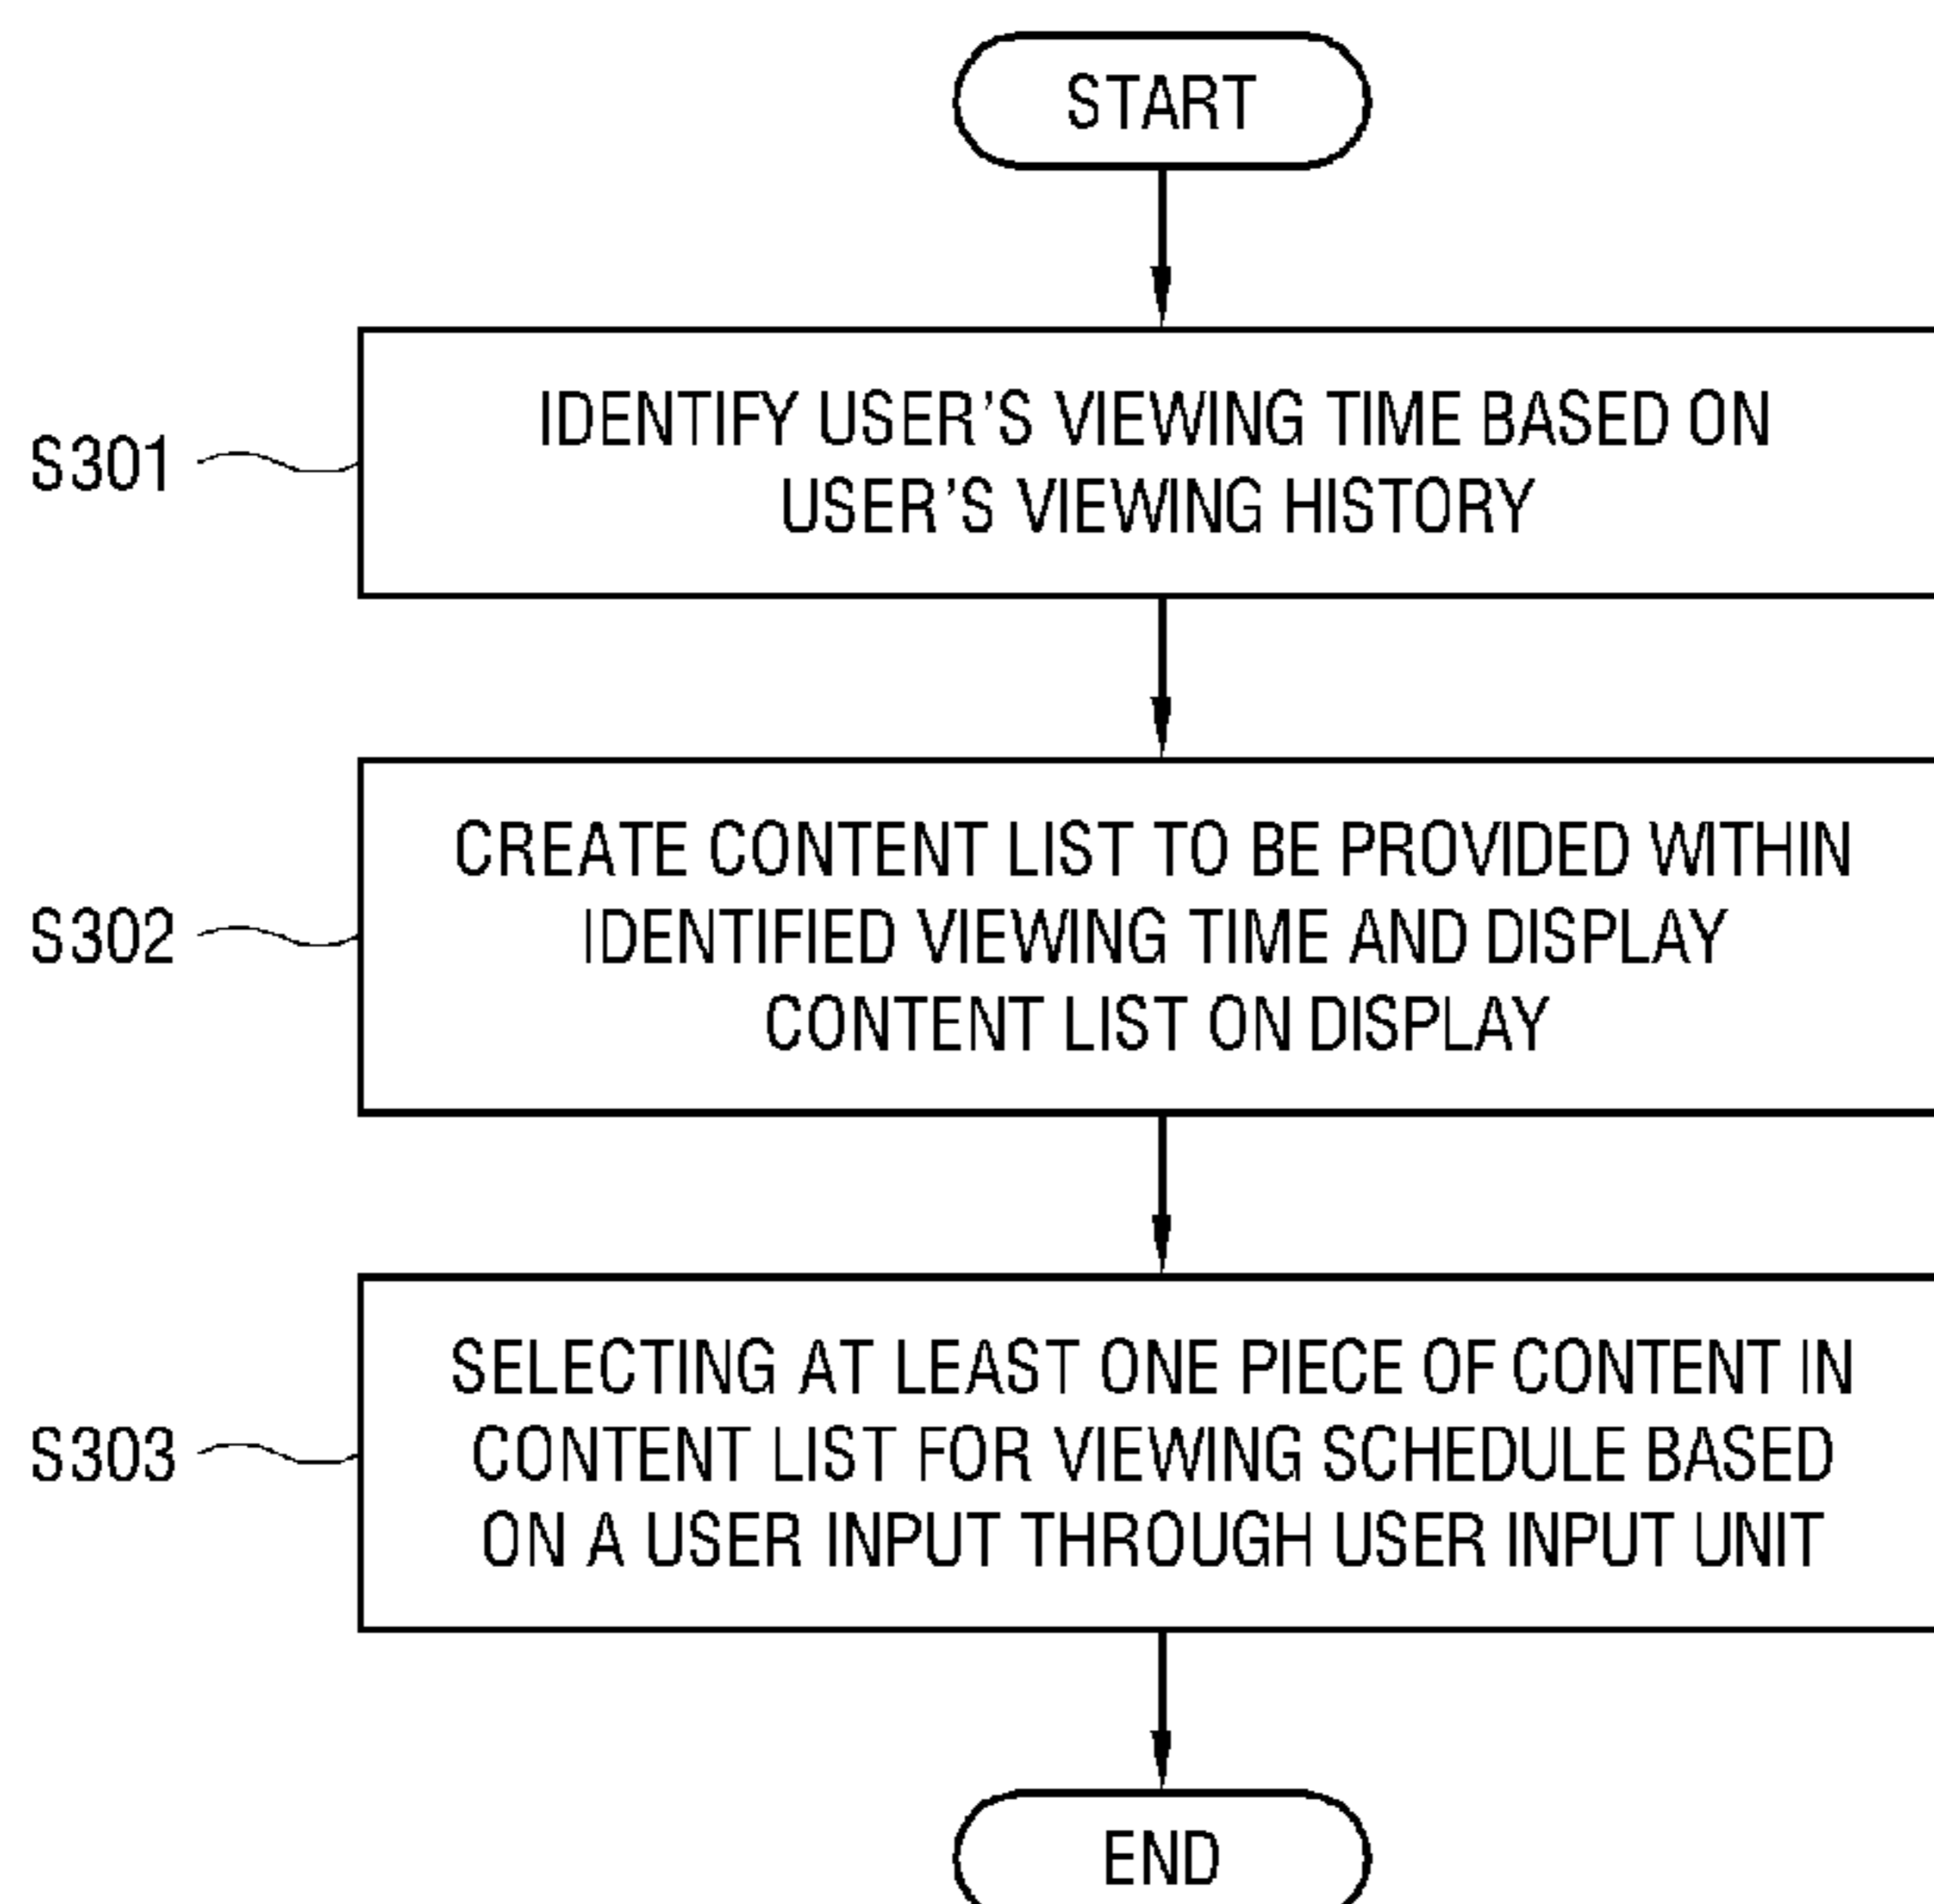 START
S301
IDENTIFY USER'S VIEWING TIME BASED ON
USER'S VIEWING HISTORY
S302
CREATE CONTENT LIST TO BE PROVIDED WITHIN
IDENTIFIED VIEWING TIME AND DISPLAY
CONTENT LIST ON DISPLAY
S303
SELECTING AT LEAST ONE PIECE OF CONTENT IN
CONTENT LIST FOR VIEWING SCHEDULE BASED
ON A USER INPUT THROUGH USER INPUT UNIT
END